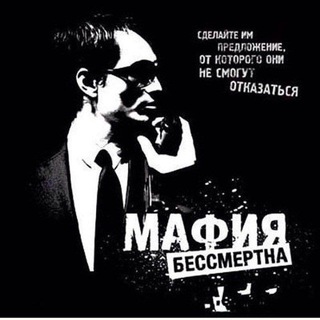 СДЕЛАЙТЕ ИМ
ПРЕДЛОЖЕНИЕ,
ОТ КОТОРОГО ОНИ
НЕ СМОГУТ
ОТКАЗАТЬСЯ
МАФИЯ
БЕССМЕРТНА